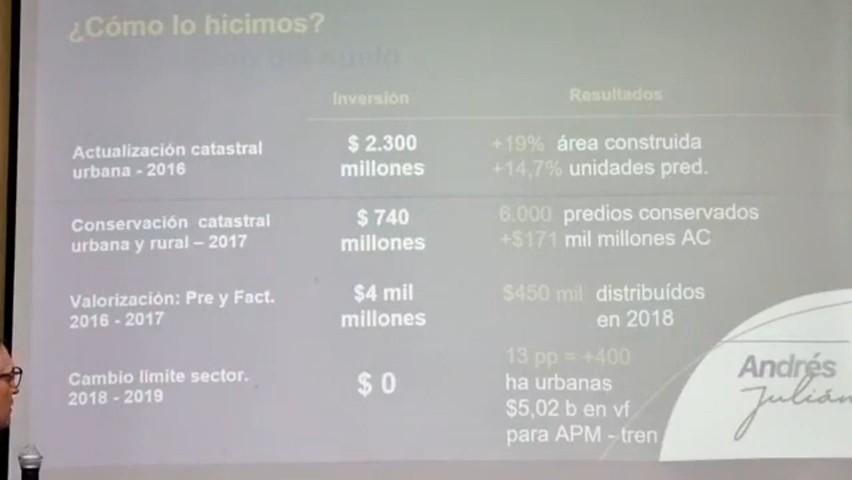 ¿Cómo lo hicimos?
Inversión Resultados
Actualización catastral
urbana - 2016
$ 2.300
millones
+19% área construida
+14,7% unidades pred.
Conservación catastral
urbana y rural – 2017
$ 740
millones
6.000 predios conservados
+$171 mil millones AC
Valorización: Pre y Fact.
2016 - 2017
$4 mil
millones
$450 mil distribuídos
en 2018
Cambio limite sector.
2018 - 2019
$ 0
13 pp = +400
ha urbanas
$5,02 b en vf
para APM - tren
Andrés
Julián